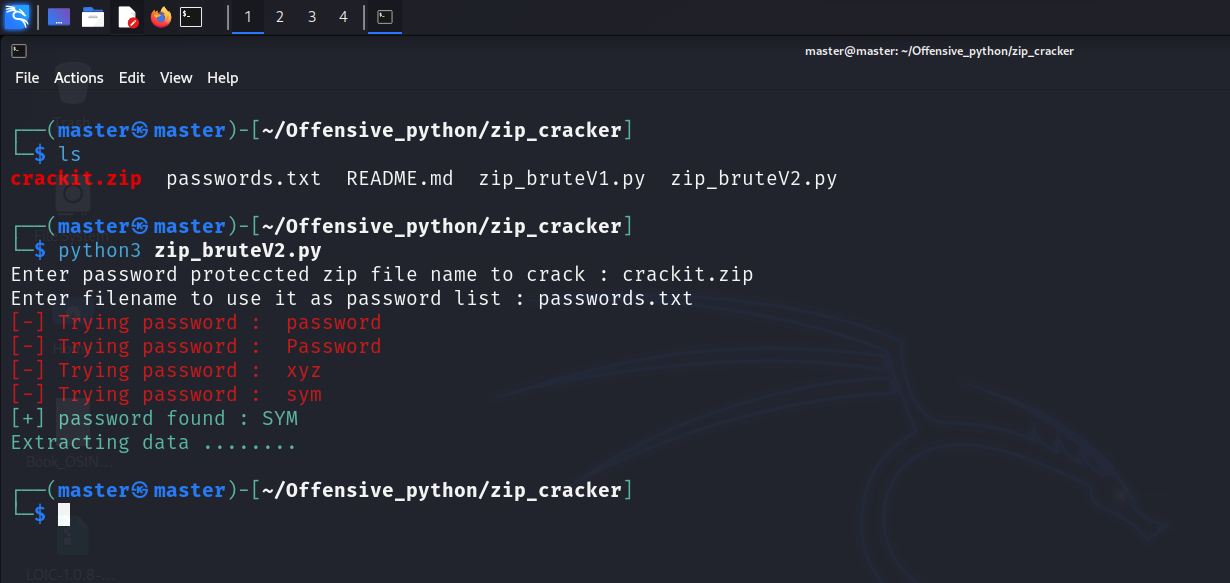 1 2 3 4
master@master: ~/Offensive_python/zip_cracker
File Actions Edit View Help
┌──(master㉿master)-[~/Offensive_python/zip_cracker]
└─$ ls
crackit.zip passwords.txt README.md zip_bruteV1.py zip_bruteV2.py
┌──(master㉿master)-[~/Offensive_python/zip_cracker]
└─$ python3 zip_bruteV2.py
Enter password proteccted zip file name to crack : crackit.zip
Enter filename to use it as password list : passwords.txt
[-] Trying password :  password
[-] Trying password :  Password
[-] Trying password :  xyz
[-] Trying password :  sym
[+] password found : SYM
Extracting data ........
Book_OSIN...
┌──(master㉿master)-[~/Offensive_python/zip_cracker]
└─$
LOIC-1.0.8-...